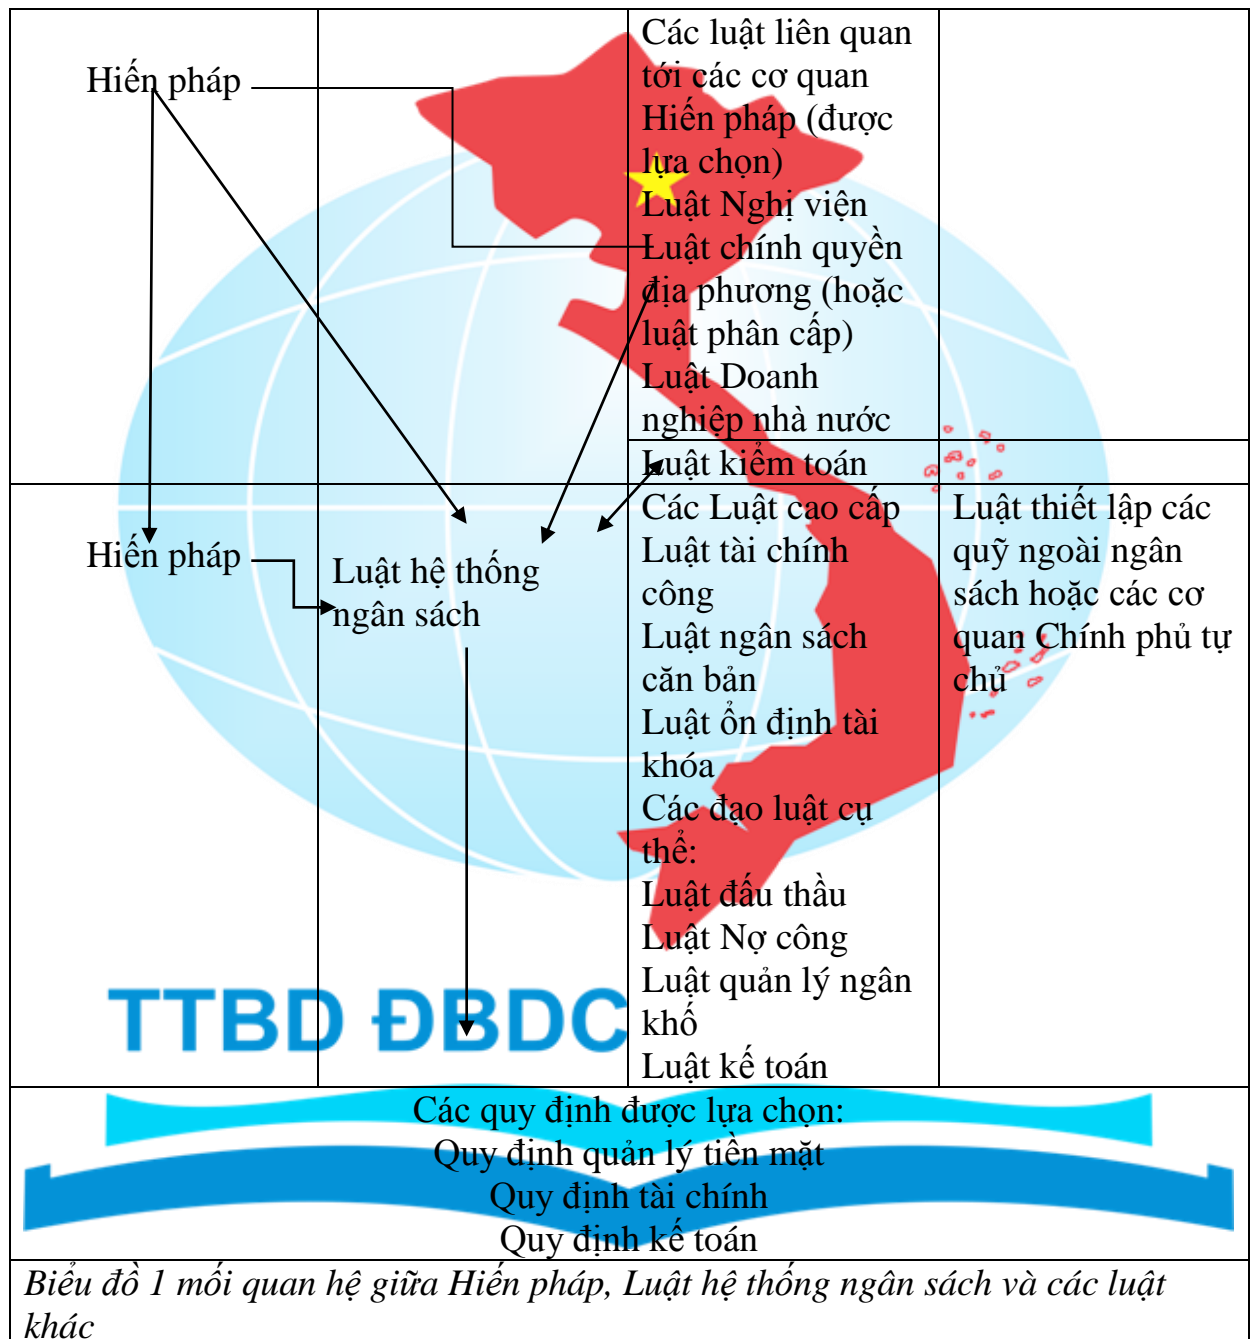 Hiến pháp
Các luật liên quan
tới các cơ quan
Hiến pháp (được
lựa chọn)
Luật Nghị viện
Luật chính quyền
địa phương (hoặc
luật phân cấp)
Luật Doanh
nghiệp nhà nước
Luật kiểm toán
Hiến pháp
Luật hệ thống
ngân sách
Các Luật cao cấp
Luật tài chính
công
Luật ngân sách
căn bản
Luật ổn định tài
khóa
Các đạo luật cụ
thể:
Luật đấu thầu
Luật Nợ công
Luật quản lý ngân
khố
Luật kế toán
Luật thiết lập các
quỹ ngoài ngân
sách hoặc các cơ
quan Chính phủ tự
chủ
TTBD ĐBDC
Các quy định được lựa chọn:
Quy định quản lý tiền mặt
Quy định tài chính
Quy định kế toán
Biểu đồ 1 mối quan hệ giữa Hiến pháp, Luật hệ thống ngân sách và các luật
khác